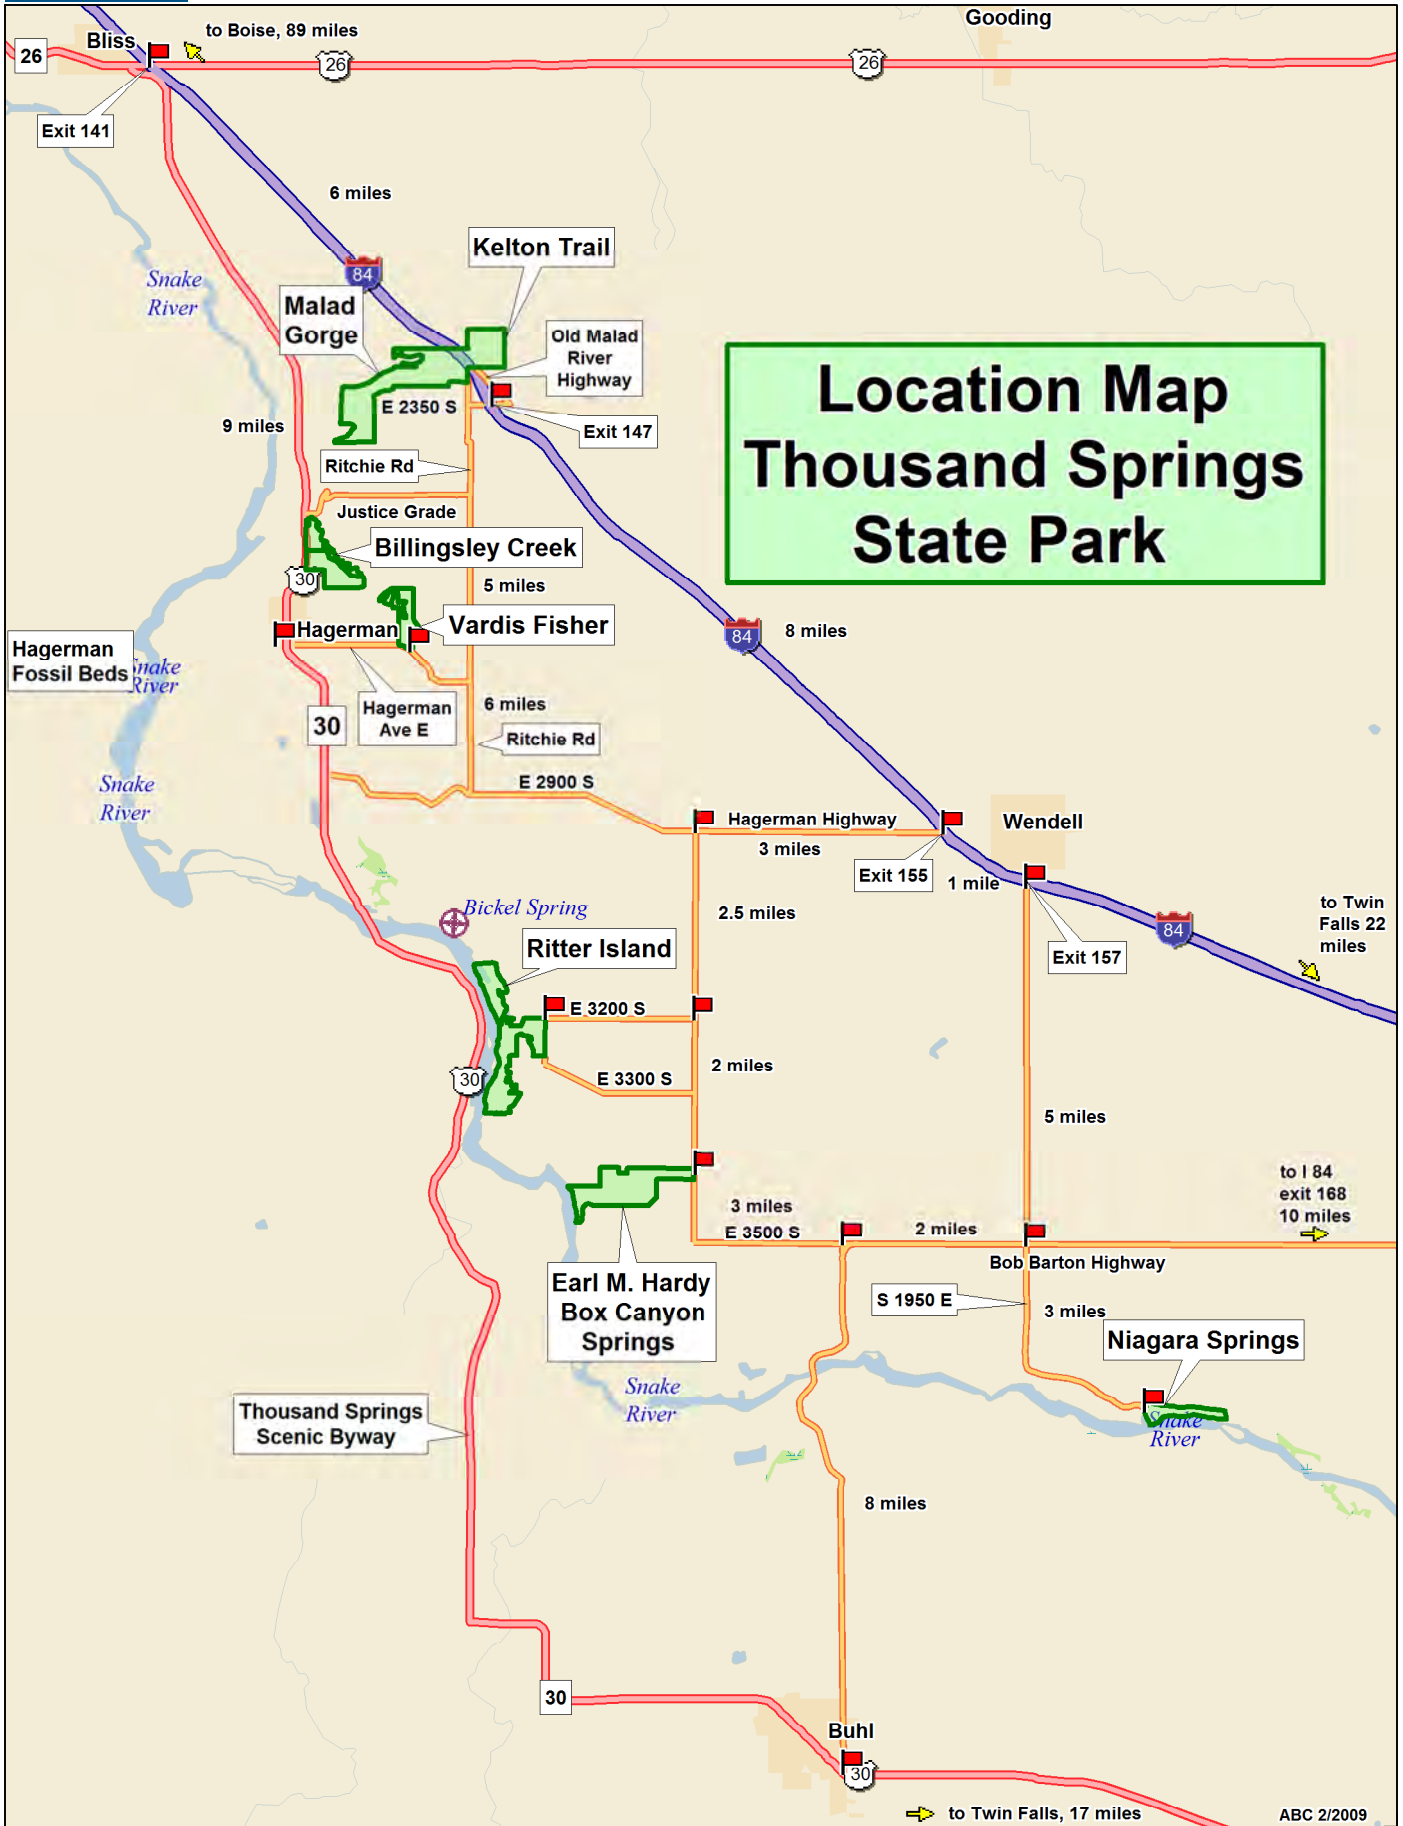 Gooding
to Boise, 89 miles
Bliss
26
26
26
Exit 141
6 miles
Kelton Trail
84
Snake
River
Malad
Gorge
Old Malad
River
Highway
E 2350 S
9 miles
Exit 147
Location Map
Thousand Springs
State Park
Ritchie Rd
Justice Grade
Billingsley Creek
30
5 miles
Hagerman
Vardis Fisher
84
8 miles
Hagerman
Fossil Beds
Snake
River
Hagerman
Ave E
6 miles
30
Ritchie Rd
E 2900 S
Snake
River
Hagerman Highway
3 miles
Wendell
Exit 155
1 mile
Bickel Spring
2.5 miles
to Twin
Falls 22
miles
84
Ritter Island
Exit 157
E 3200 S
2 miles
30
E 3300 S
5 miles
to I 84
exit 168
10 miles
3 miles
E 3500 S
2 miles
Bob Barton Highway
Earl M. Hardy
Box Canyon
Springs
S 1950 E
3 miles
Niagara Springs
Snake
River
Thousand Springs
Scenic Byway
Snake
River
8 miles
30
Buhl
30
to Twin Falls, 17 miles
ABC 2/2009